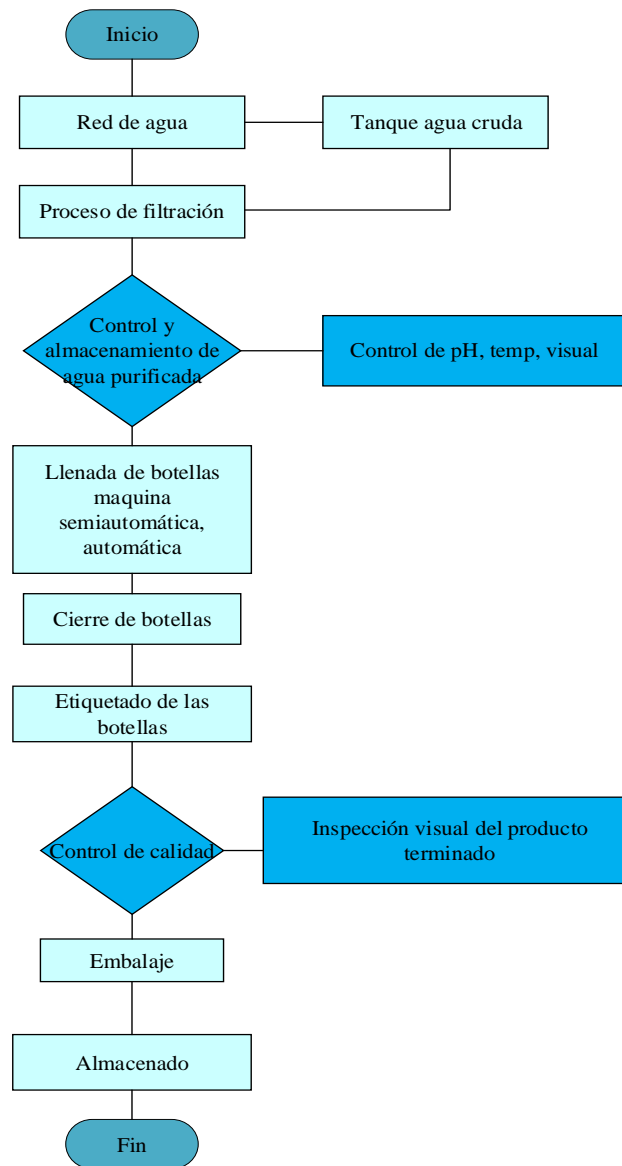 Inicio
Red de agua
Tanque agua cruda
Proceso de filtración
Control y
almacenamiento de
agua purificada
Control de pH, temp, visual
Llenada de botellas
maquina
semiautomática,
automática
Cierre de botellas
Etiquetado de las
botellas
Control de calidad
Inspección visual del producto
terminado
Embalaje
Almacenado
Fin